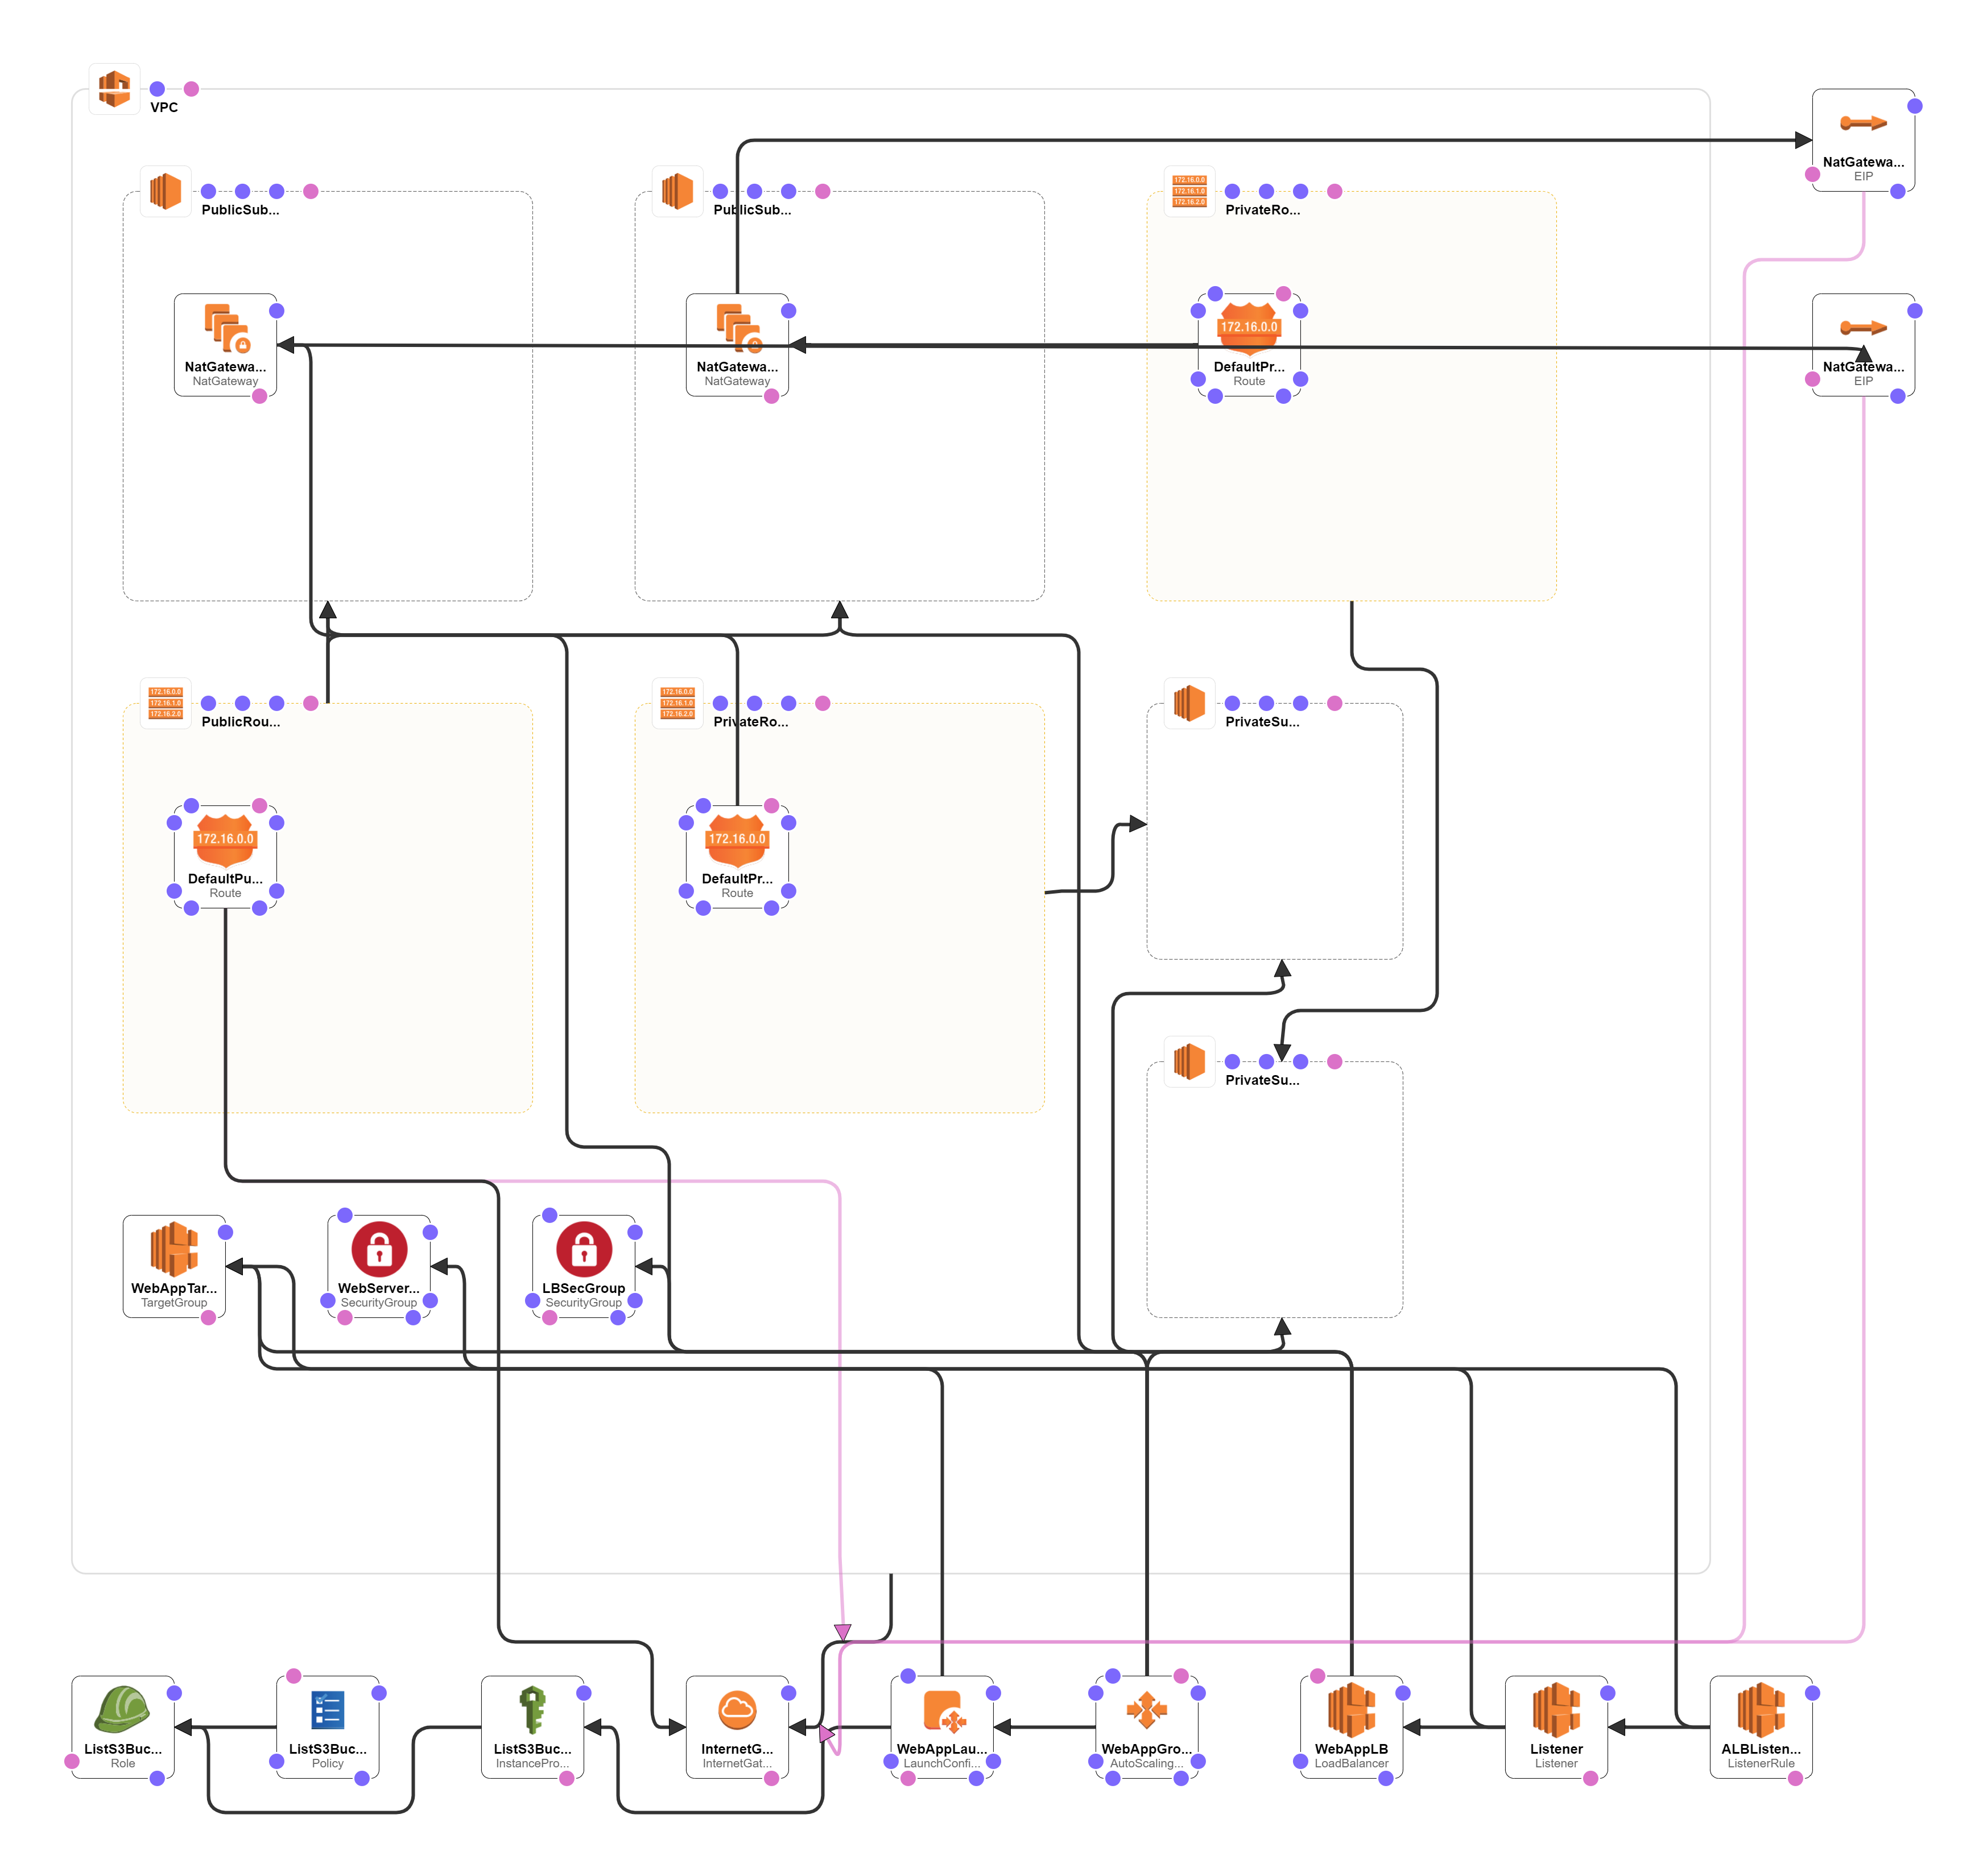 VPC
NatGatewa...
EIP
172.16.0.0
172.16.1.0
172.16.2.0
PublicSub...
PublicSub...
PrivateRo...
NatGatewa...
NatGateway
NatGatewa...
NatGateway
172.16.0.0
DefaultPr...
Route
NatGatewa...
EIP
172.16.0.0
172.16.1.0
172.16.2.0
PublicRou...
172.16.0.0
172.16.1.0
172.16.2.0
PrivateRo...
PrivateSu...
172.16.0.0
DefaultPu...
Route
172.16.0.0
DefaultPr...
Route
PrivateSu...
WebAppTar...
TargetGroup
WebServer...
SecurityGroup
LBSecGroup
SecurityGroup
ListS3Buc...
Role
ListS3Buc...
Policy
ListS3Buc...
InstancePro...
InternetG...
InternetGat...
WebAppLau...
LaunchConfi...
WebAppGro...
AutoScaling...
WebAppLB
LoadBalancer
Listener
Listener
ALBListen...
ListenerRule